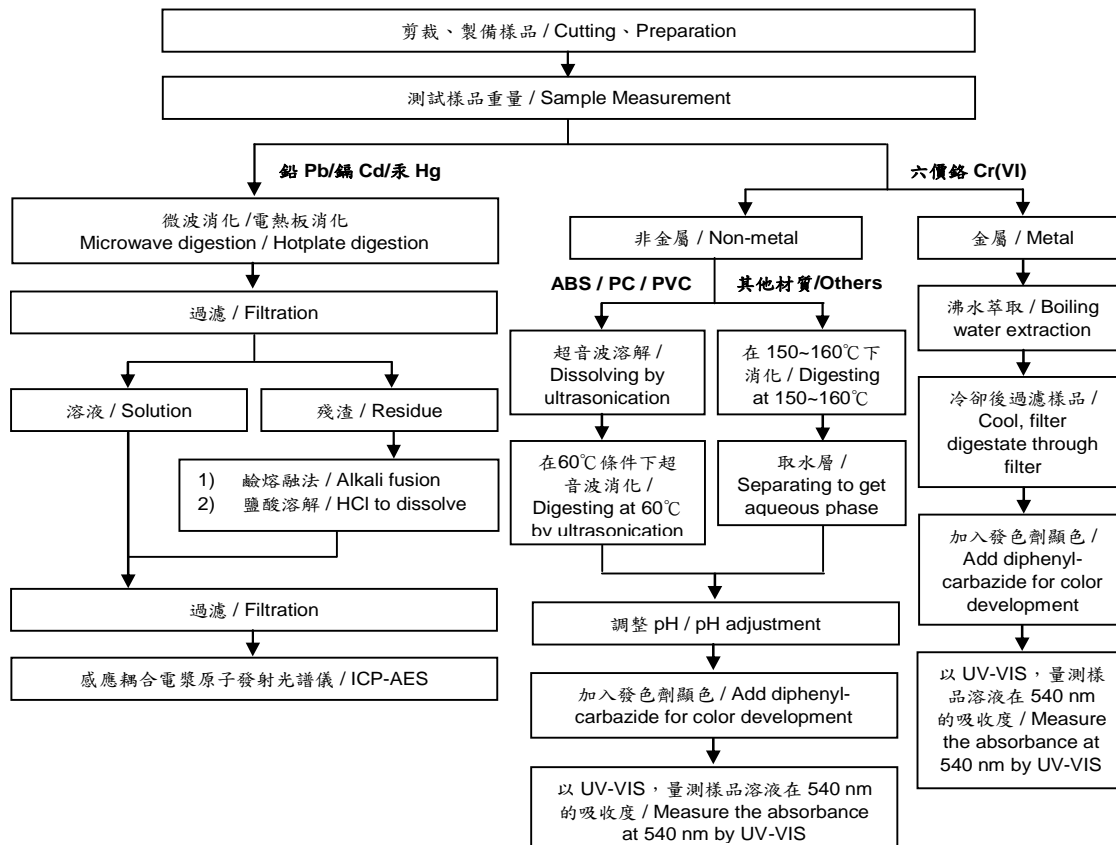 剪裁、製備樣品 / Cutting、Preparation
測試樣品重量 / Sample Measurement
鉛 Pb/鎘 Cd/汞 Hg
微波消化 /電熱板消化
Microwave digestion / Hotplate digestion
過濾 / Filtration
溶液 / Solution
殘渣 / Residue
1) 鹼熔融法 / Alkali fusion
2) 鹽酸溶解 / HCl to dissolve
過濾 / Filtration
感應耦合電漿原子發射光譜儀 / ICP-AES
六價鉻 Cr(VI)
非金屬 / Non-metal
ABS / PC / PVC
超音波溶解 /
Dissolving by
ultrasonication
在60℃條件下超
音波消化 /
Digesting at 60℃
by ultrasonication
其他材質/Others
在 150~160℃下
消化 / Digesting
at 150~160℃
取水層 /
Separating to get
aqueous phase
調整 pH / pH adjustment
加入發色劑顯色 / Add diphenyl-
carbazide for color development
以 UV-VIS，量測樣品溶液在 540 nm
的吸收度 / Measure the absorbance
at 540 nm by UV-VIS
金屬 / Metal
沸水萃取 / Boiling
water extraction
冷卻後過濾樣品 /
Cool, filter
digestate through
filter
加入發色劑顯色 /
Add diphenyl-
carbazide for color
development
以 UV-VIS，量測樣
品溶液在 540 nm
的吸收度 / Measure
the absorbance at
540 nm by UV-VIS